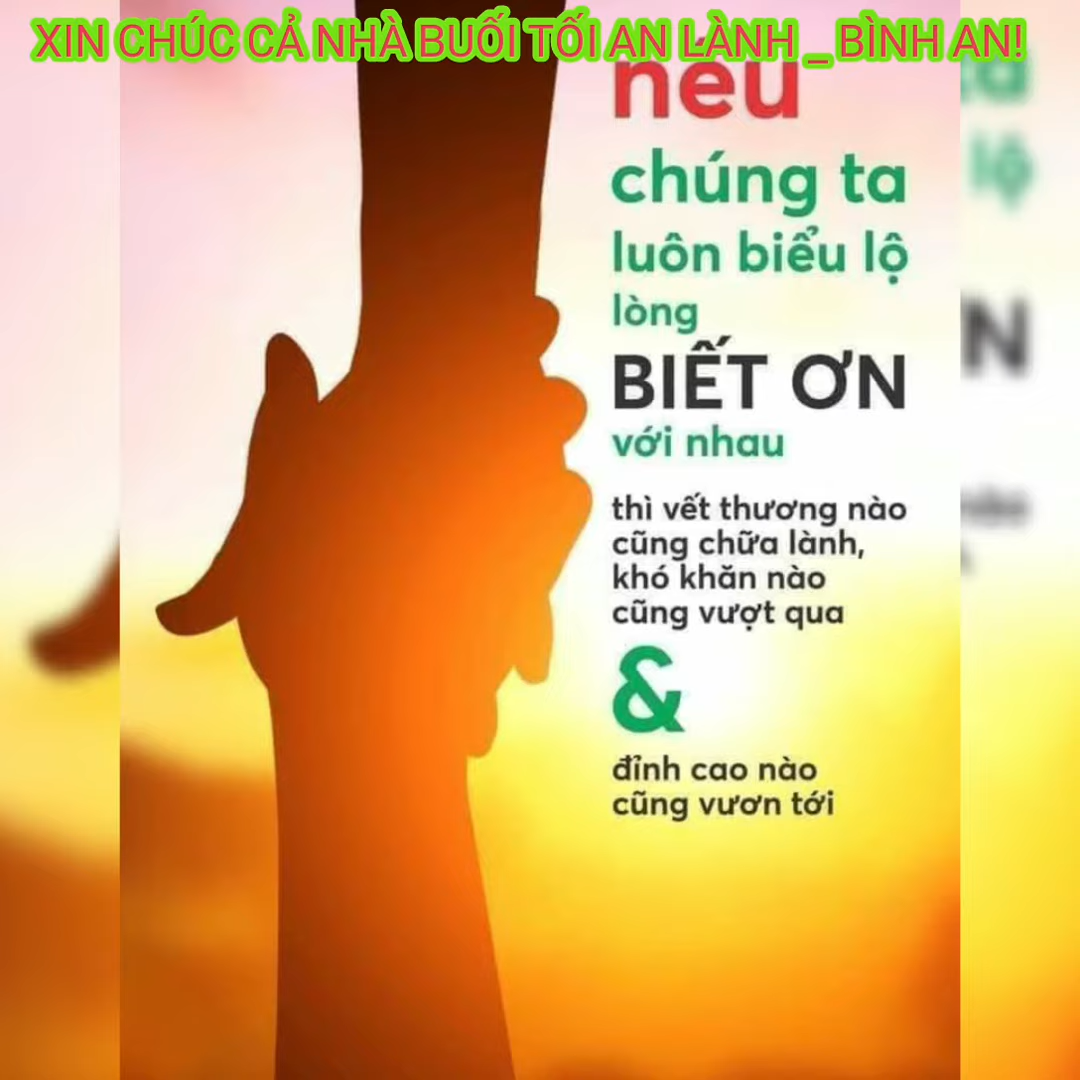 XIN CHÚC CẢ NHÀ BUỔI TỐI AN LÀNH _ BÌNH AN!
nếu
chúng ta
luôn biểu lộ
lòng
BIẾT ƠN
với nhau
thì vết thương nào
cũng chữa lành,
khó khăn nào
cũng vượt qua
&
đỉnh cao nào
cũng vươn tới